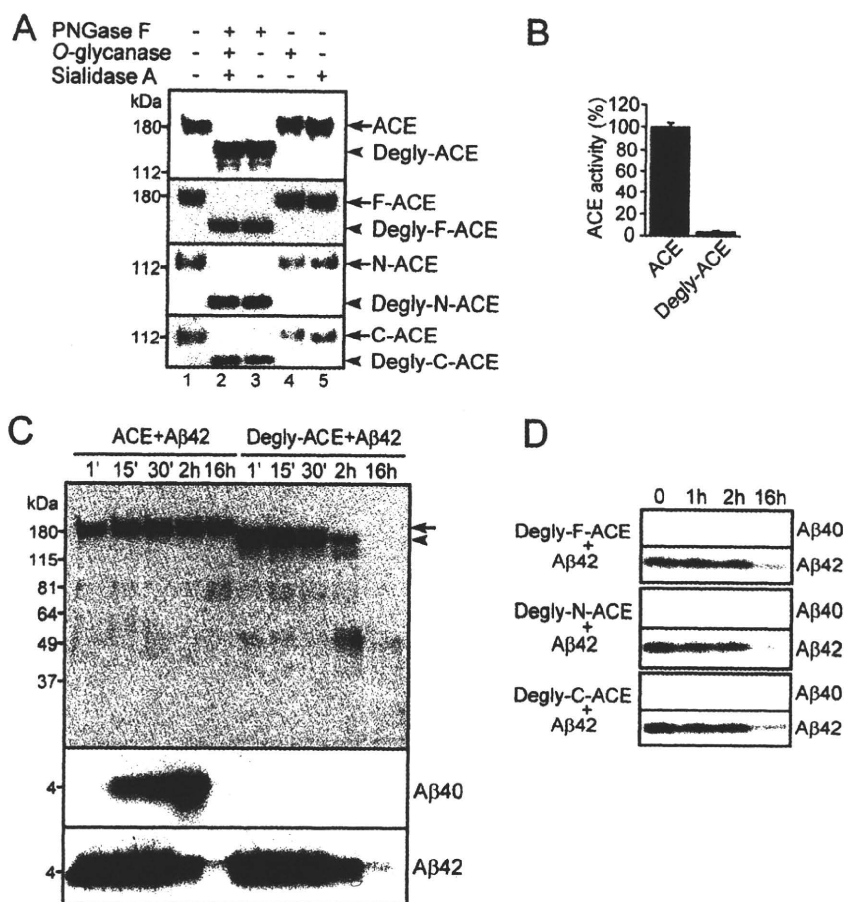 A
PNGase F - + + - -
O-glycanase - + - + -
Sialidase A - + - - +
kDa
180
ACE
Degly-ACE
112
180
F-ACE
Degly-F-ACE
112
N-ACE
Degly-N-ACE
112
C-ACE
Degly-C-ACE
1 2 3 4 5
B
ACE activity (%)
120
100
80
60
40
20
0
ACE
Degly-ACE
C
ACE+Aβ42 Degly-ACE+Aβ42
1' 15' 30' 2h 16h 1' 15' 30' 2h 16h
kDa
180
115
81
64
49
37
4 Aβ40
4 Aβ42
D
0 1h 2h 16h
Degly-F-ACE
+
Aβ42
Aβ40
Aβ42
Degly-N-ACE
+
Aβ42
Aβ40
Aβ42
Degly-C-ACE
+
Aβ42
Aβ40
Aβ42